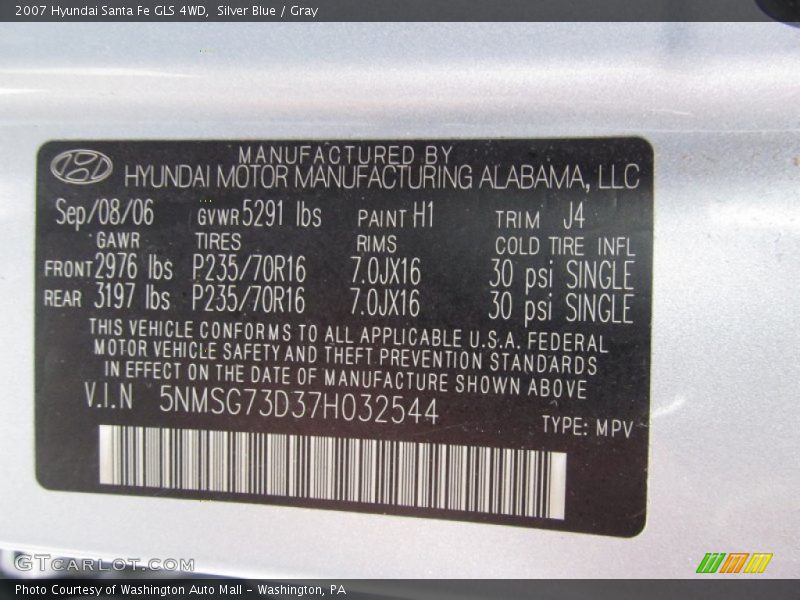 2007 Hyundai Santa Fe GLS 4WD, Silver Blue / Gray
MANUFACTURED BY
HYUNDAI MOTOR MANUFACTURING ALABAMA, LLC
Sep/08/06 GVWR 5291 lbs PAINT H1 TRIM J4
GAWR TIRES RIMS COLD TIRE INFL
FRONT 2976 lbs P235/70R16 7.0JX16 30 psi SINGLE
REAR 3197 lbs P235/70R16 7.0JX16 30 psi SINGLE
THIS VEHICLE CONFORMS TO ALL APPLICABLE U.S.A. FEDERAL
MOTOR VEHICLE SAFETY AND THEFT PREVENTION STANDARDS
IN EFFECT ON THE DATE OF MANUFACTURE SHOWN ABOVE
V.I.N 5NMSG73D37H032544
TYPE: MPV
GTCARLOT.COM
Photo Courtesy of Washington Auto Mall - Washington, PA